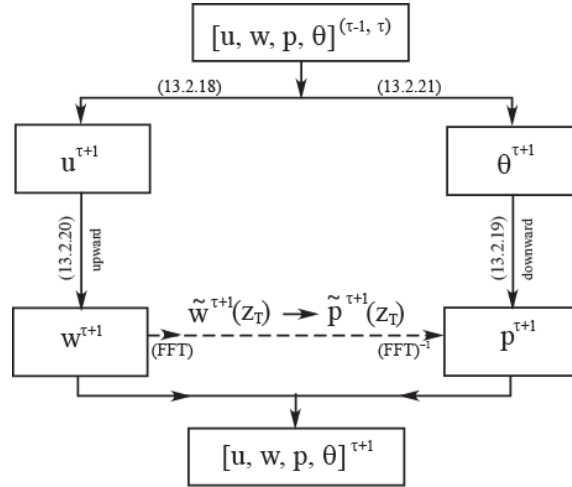 [u, w, p, θ]^(τ-1, τ)
(13.2.18) (13.2.21)
u^τ+1 θ^τ+1
(13.2.20) upward (13.2.19) downward
w̃^τ+1(z_T) → p̃^τ+1(z_T)
w^τ+1 (FFT) (FFT)^-1 p^τ+1
[u, w, p, θ]^τ+1